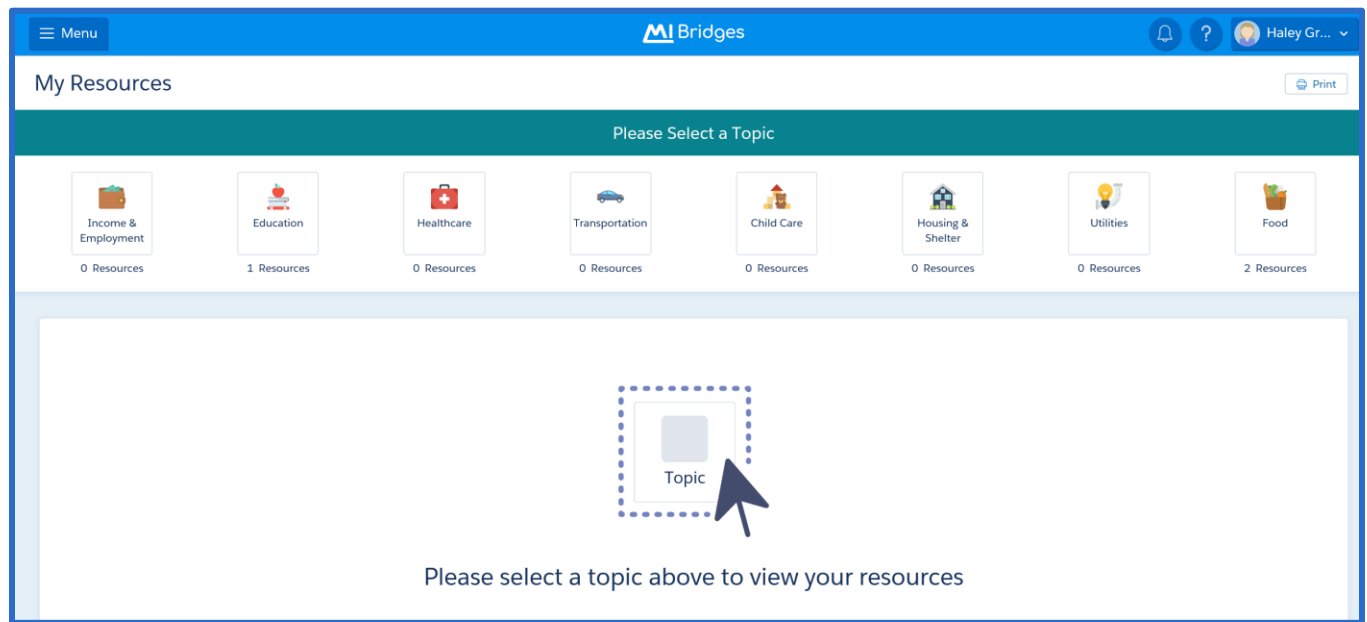 Menu
MI Bridges
?
Haley Gr...
My Resources
Print
Please Select a Topic
Income &
Employment
0 Resources
Education
1 Resources
Healthcare
0 Resources
Transportation
0 Resources
Child Care
0 Resources
Housing &
Shelter
0 Resources
Utilities
0 Resources
Food
2 Resources
Topic
Please select a topic above to view your resources